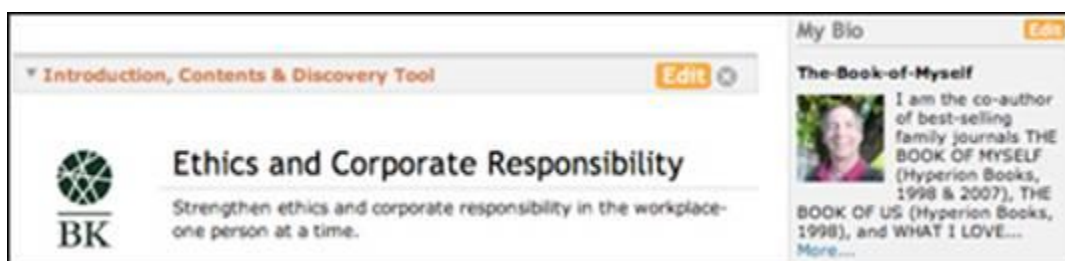 ▼ Introduction, Contents & Discovery Tool
Edit
Ethics and Corporate Responsibility
Strengthen ethics and corporate responsibility in the workplace-
one person at a time.
BK
My Bio
Edit
The-Book-of-Myself
I am the co-author
of best-selling
family journals THE
BOOK OF MYSELF
(Hyperion Books,
1998 & 2007), THE
BOOK OF US (Hyperion Books,
1998), and WHAT I LOVE...
More...